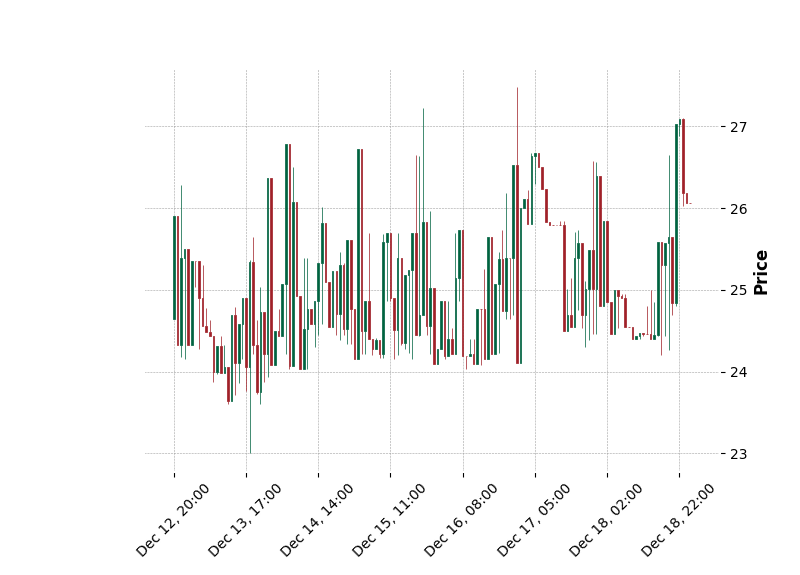 27
26
25
24
23
Price
Dec 12, 20:00
Dec 13, 17:00
Dec 14, 14:00
Dec 15, 11:00
Dec 16, 08:00
Dec 17, 05:00
Dec 18, 02:00
Dec 18, 22:00